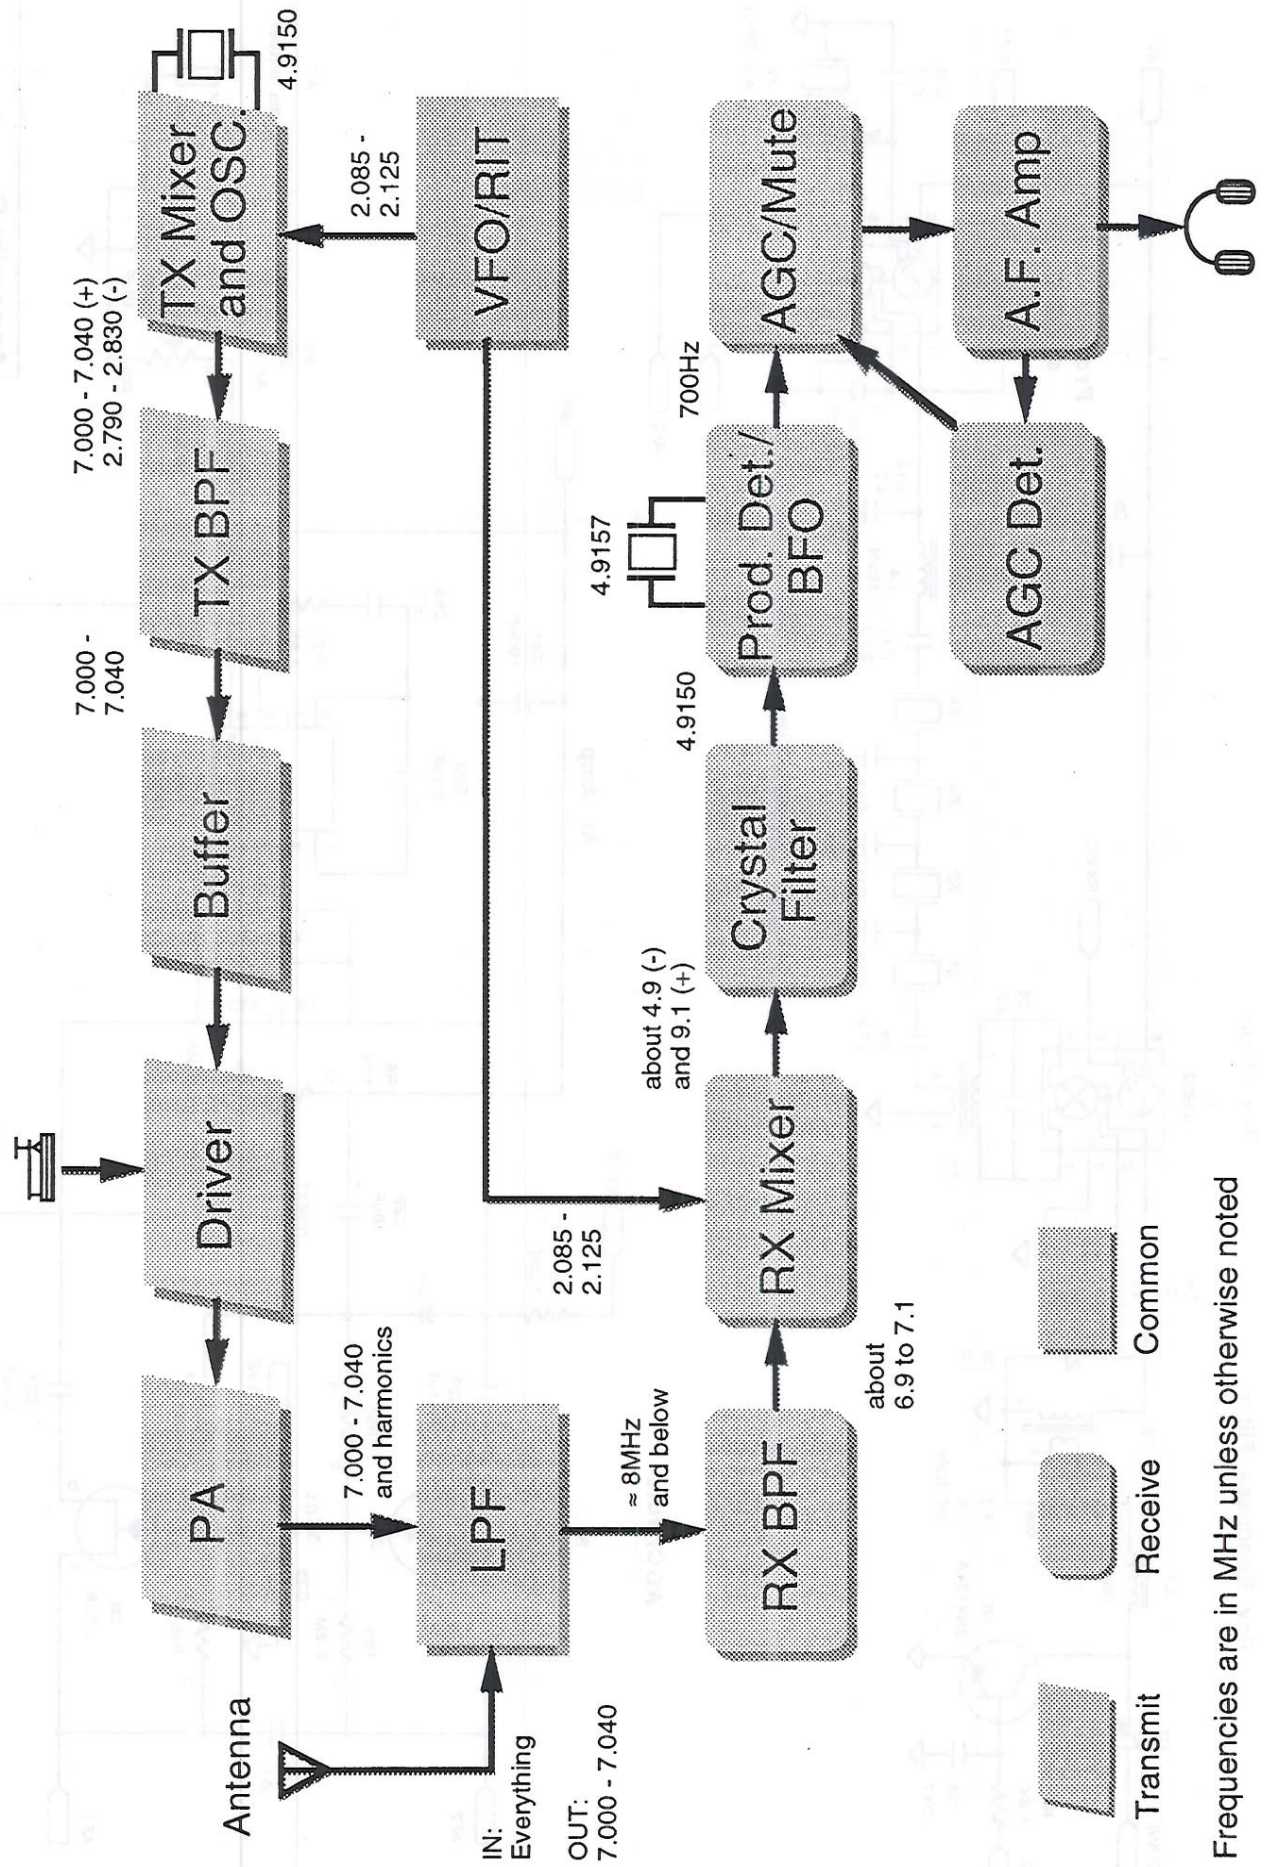 Antenna
IN:
Everything
OUT:
7.000 - 7.040
PA
Driver
Buffer
TX BPF
TX Mixer
and OSC.
4.9150
7.000 -
7.040
7.000 - 7.040 (+)
2.790 - 2.830 (-)
7.000 - 7.040
and harmonics
2.085 -
2.125
LPF
VFO/RIT
≈ 8MHz
and below
2.085 -
2.125
about 4.9 (-)
and 9.1 (+)
4.9150
4.9157
700Hz
RX BPF
RX Mixer
Crystal
Filter
Prod. Det./
BFO
AGC/Mute
about
6.9 to 7.1
AGC Det.
A.F. Amp
Transmit
Receive
Common
Frequencies are in MHz unless otherwise noted